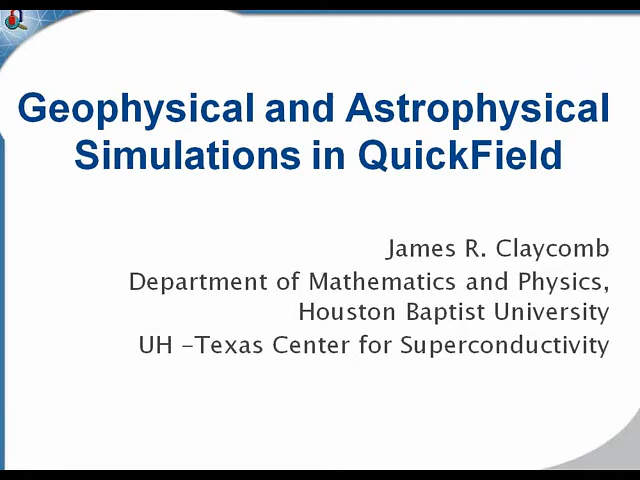 Geophysical and Astrophysical
Simulations in QuickField
James R. Claycomb
Department of Mathematics and Physics,
Houston Baptist University
UH -Texas Center for Superconductivity